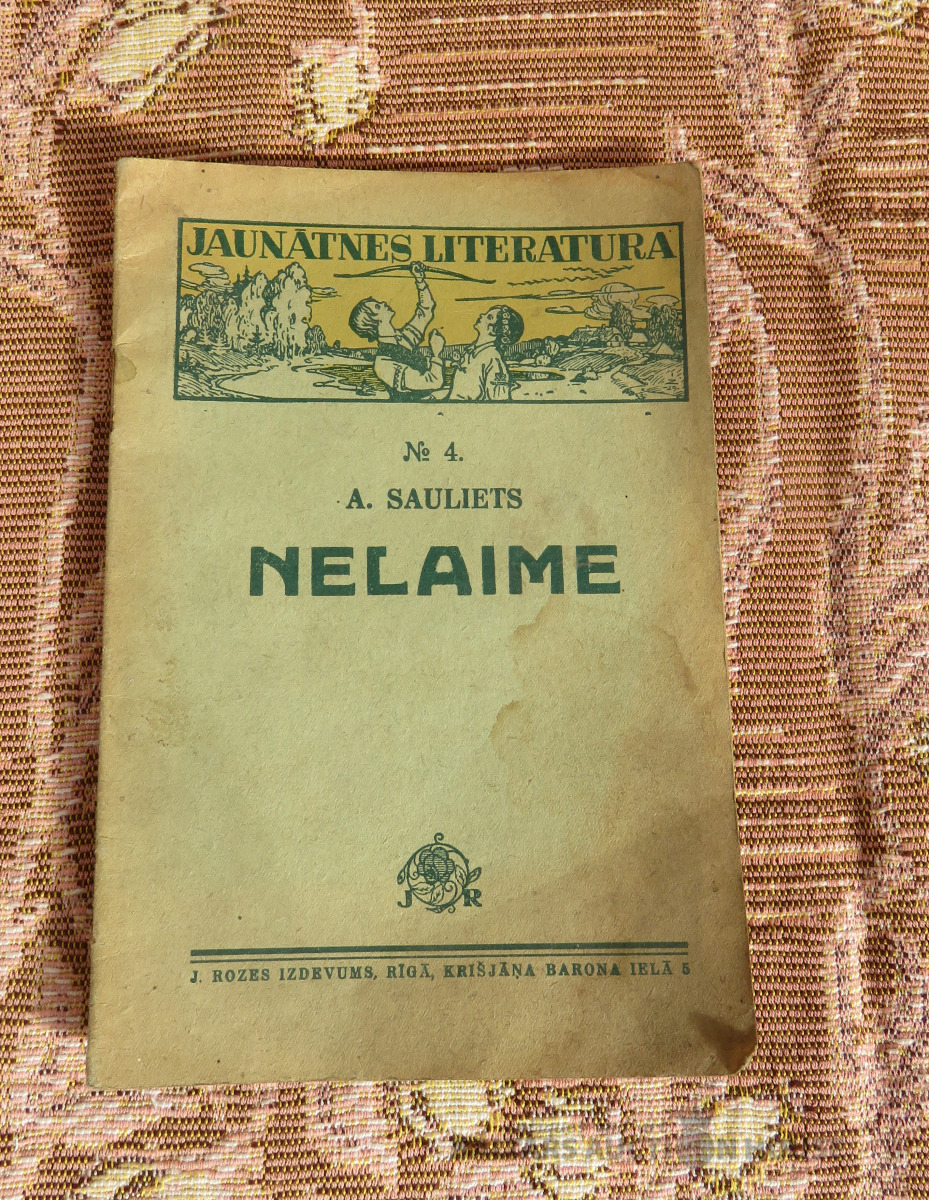 JAUNĀTNES LITERATURA
№ 4.
A. SAULIETS
NELAIME
J R
J. ROZES IZDEVUMS, RĪGĀ, KRIŠJĀŅA BARONA IELĀ 5